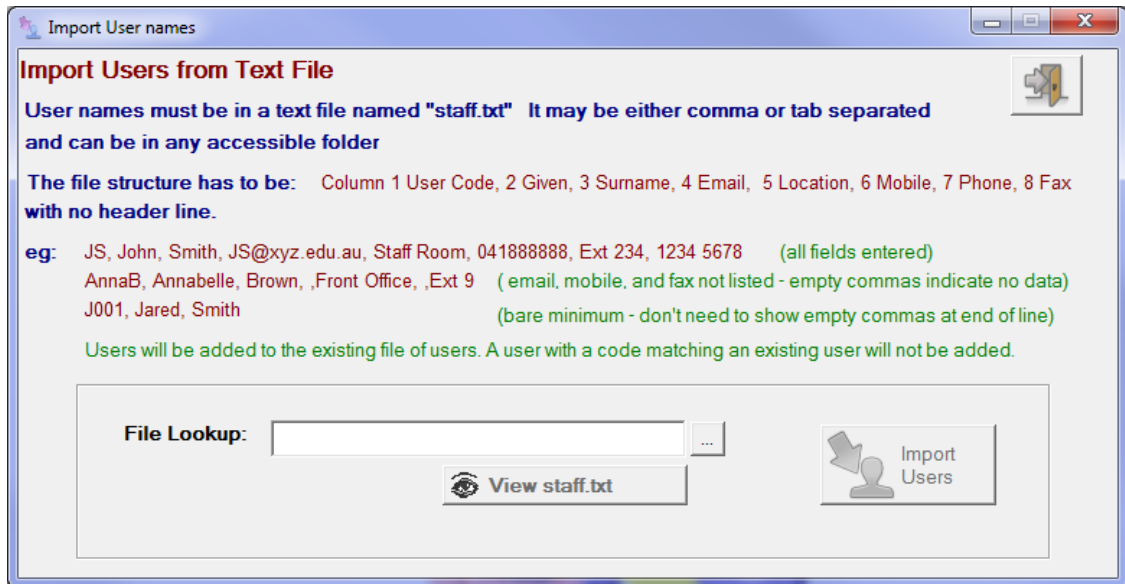 Import User names
Import Users from Text File
User names must be in a text file named "staff.txt"   It may be either comma or tab separated
and can be in any accessible folder
The file structure has to be:   Column 1 User Code, 2 Given, 3 Surname, 4 Email,  5 Location, 6 Mobile, 7 Phone, 8 Fax
with no header line.
eg:   JS, John, Smith, JS@xyz.edu.au, Staff Room, 041888888, Ext 234, 1234 5678   (all fields entered)
AnnaB, Annabelle, Brown, ,Front Office, ,Ext 9   ( email, mobile, and fax not listed - empty commas indicate no data)
J001, Jared, Smith   (bare minimum - don't need to show empty commas at end of line)
Users will be added to the existing file of users. A user with a code matching an existing user will not be added.
File Lookup:   ...
View staff.txt
Import
Users